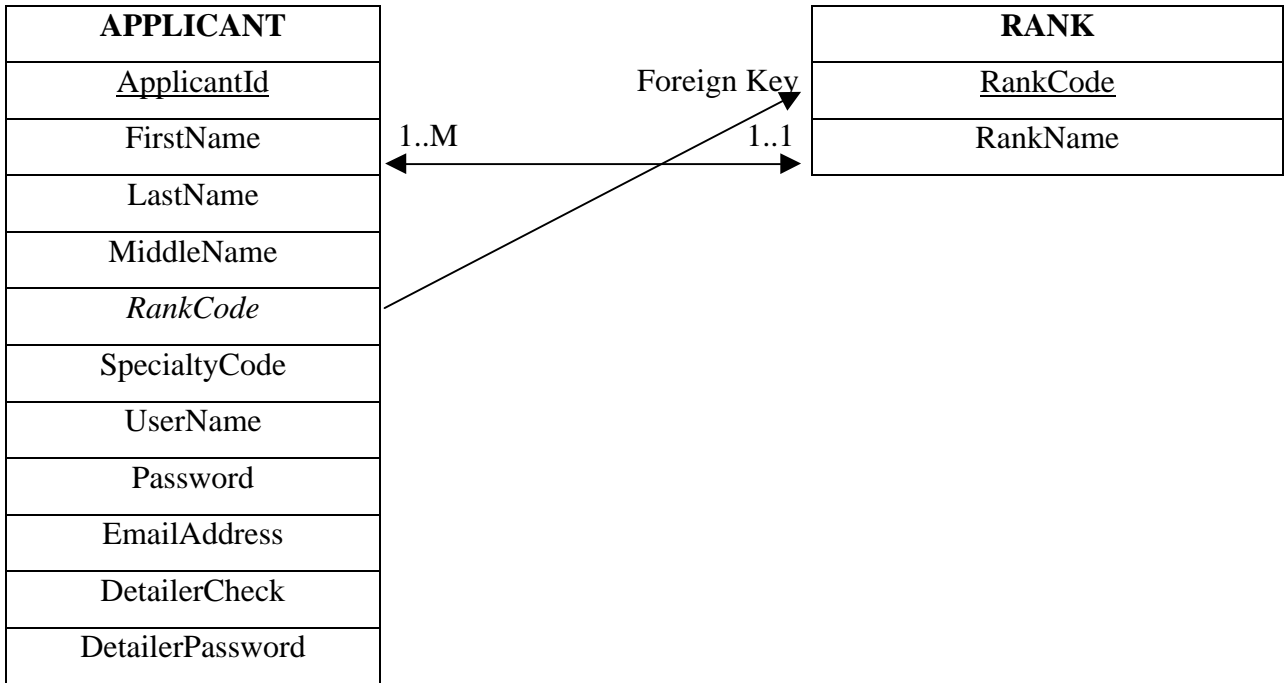 APPLICANT
ApplicantId
FirstName
LastName
MiddleName
RankCode
SpecialtyCode
UserName
Password
EmailAddress
DetailerCheck
DetailerPassword
Foreign Key
1..M
1..1
RANK
RankCode
RankName